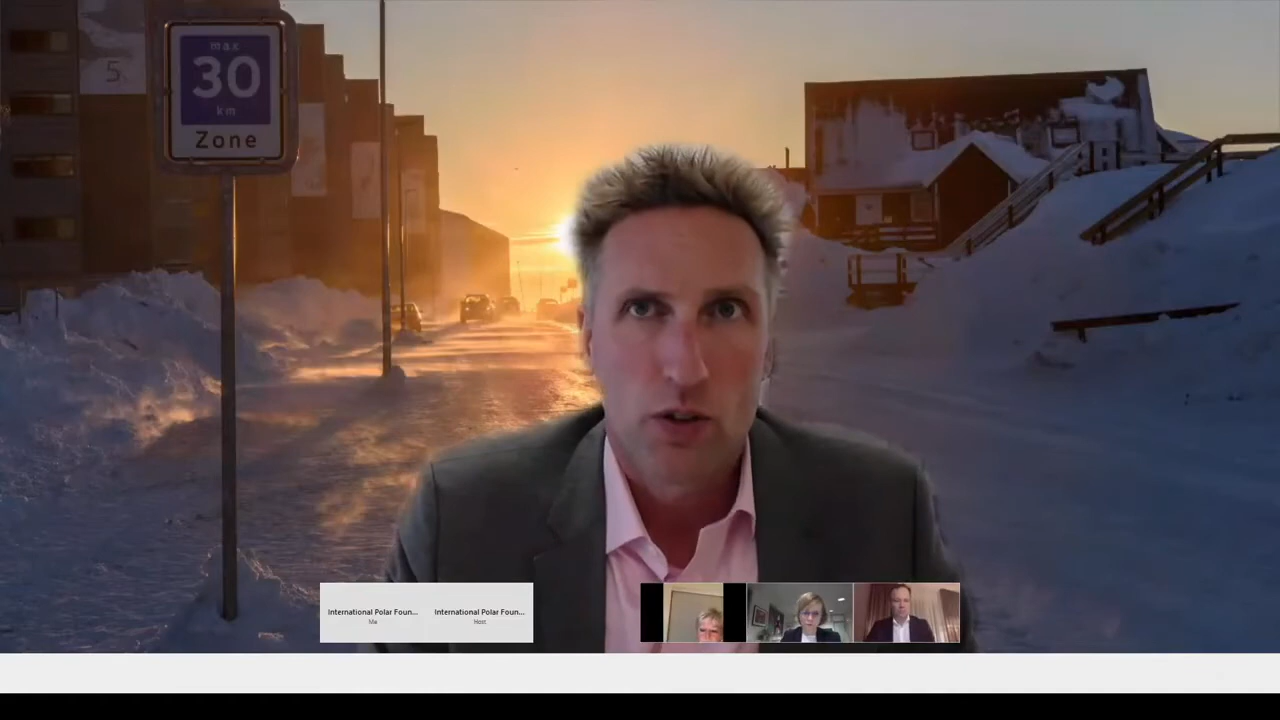 5
max
30
km
Zone
International Polar Foun...
Me
International Polar Foun...
Host